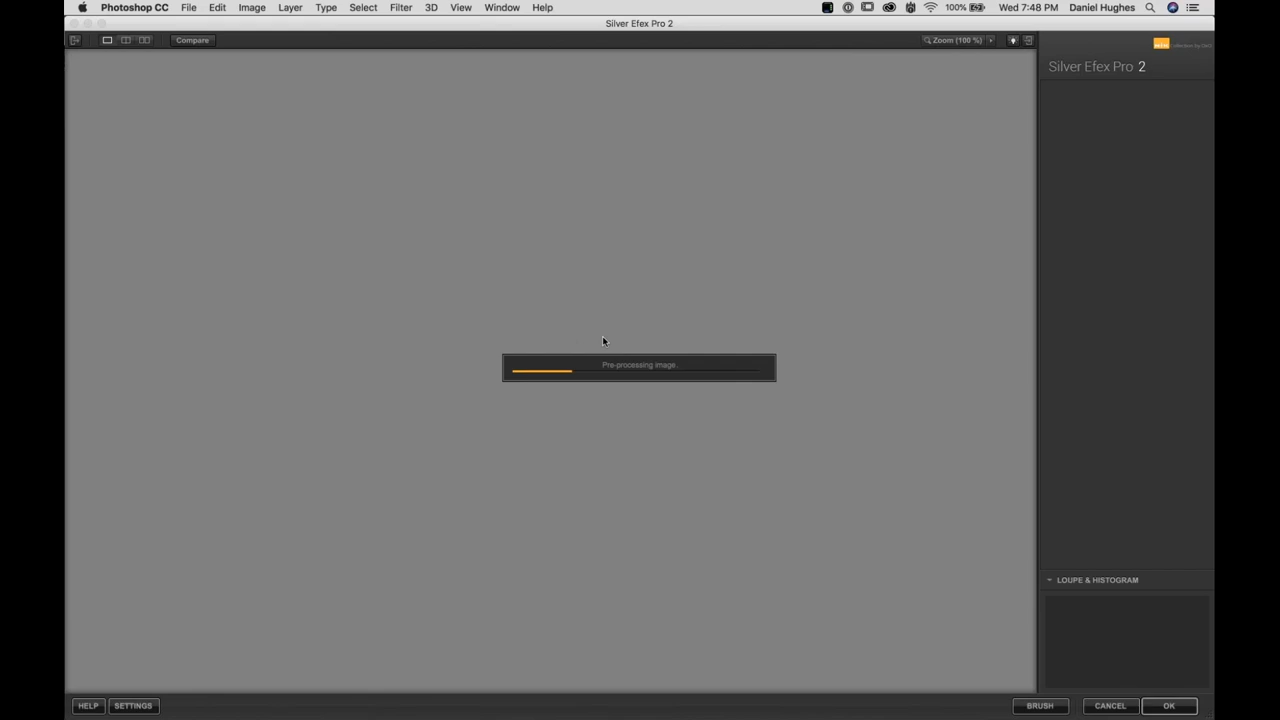 Photoshop CC File Edit Image Layer Type Select Filter 3D View Window Help 100% Wed 7:48 PM Daniel Hughes
Silver Efex Pro 2
Compare Zoom (100 %)
Silver Efex Pro 2
Pre-processing image.
LOUPE & HISTOGRAM
HELP SETTINGS BRUSH CANCEL OK